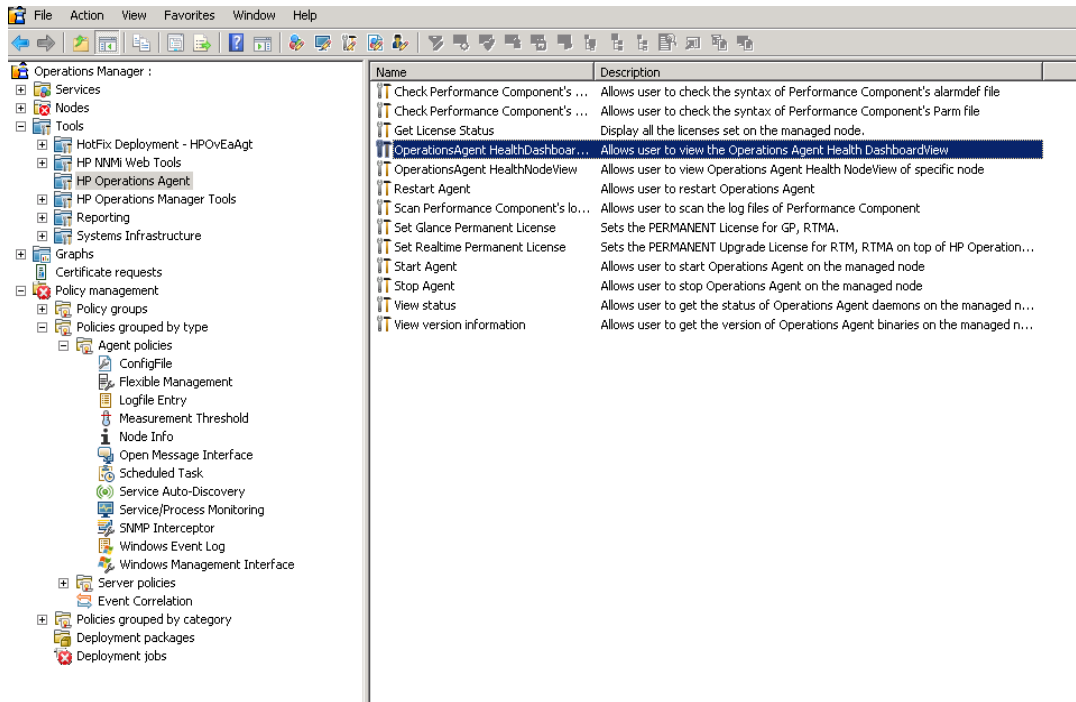 File Action View Favorites Window Help
Operations Manager :
Services
Nodes
Tools
HotFix Deployment - HPOvEaAgt
HP NNMi Web Tools
HP Operations Agent
HP Operations Manager Tools
Reporting
Systems Infrastructure
Graphs
Certificate requests
Policy management
Policy groups
Policies grouped by type
Agent policies
ConfigFile
Flexible Management
Logfile Entry
Measurement Threshold
Node Info
Open Message Interface
Scheduled Task
Service Auto-Discovery
Service/Process Monitoring
SNMP Interceptor
Windows Event Log
Windows Management Interface
Server policies
Event Correlation
Policies grouped by category
Deployment packages
Deployment jobs
Name Description
Check Performance Component's ... Allows user to check the syntax of Performance Component's alarmdef file
Check Performance Component's ... Allows user to check the syntax of Performance Component's Parm file
Get License Status Display all the licenses set on the managed node.
OperationsAgent HealthDashboar... Allows user to view the Operations Agent Health DashboardView
OperationsAgent HealthNodeView Allows user to view Operations Agent Health NodeView of specific node
Restart Agent Allows user to restart Operations Agent
Scan Performance Component's lo... Allows user to scan the log files of Performance Component
Set Glance Permanent License Sets the PERMANENT License for GP, RTMA.
Set Realtime Permanent License Sets the PERMANENT Upgrade License for RTM, RTMA on top of HP Operation...
Start Agent Allows user to start Operations Agent on the managed node
Stop Agent Allows user to stop Operations Agent on the managed node
View status Allows user to get the status of Operations Agent daemons on the managed n...
View version information Allows user to get the version of Operations Agent binaries on the managed n...